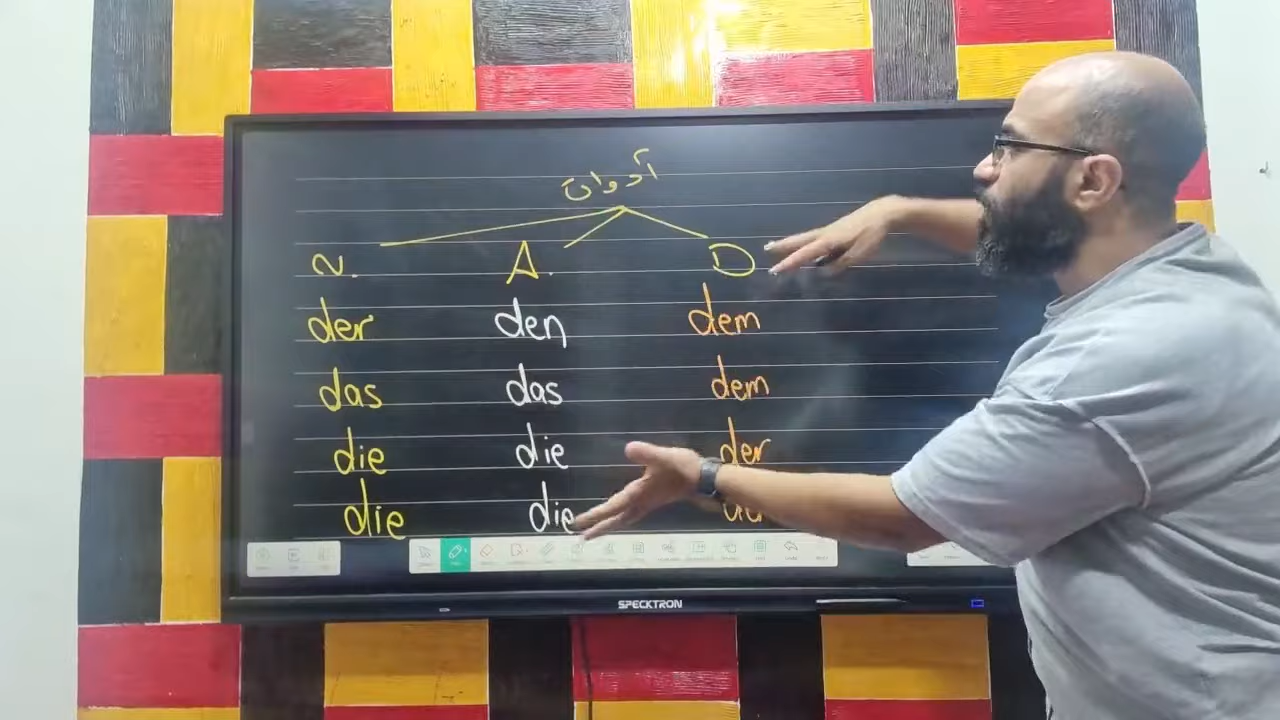 أدوات
N. A. D
der den dem
das das dem
die die der
die die
SPECKTRON